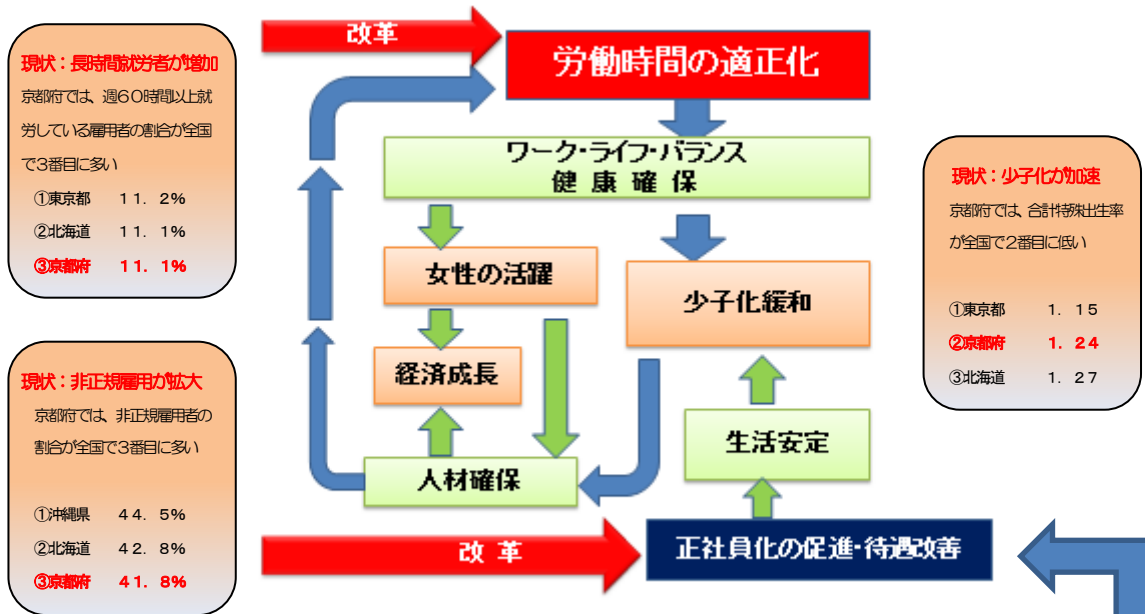 現状：長時間就労者が増加
京都府では、週６０時間以上就
労している雇用者の割合が全国
で３番目に多い
①東京都　１１．２%
②北海道　１１．１%
③京都府　１１．１%
現状：非正規雇用が拡大
京都府では、非正規雇用者の
割合が全国で３番目に多い
①沖縄県　４４．５%
②北海道　４２．８%
③京都府　４１．８%
改革
労働時間の適正化
ワーク・ライフ・バランス
健康確保
女性の活躍
少子化緩和
経済成長
生活安定
人材確保
改革
正社員化の促進・待遇改善
現状：少子化が加速
京都府では、合計特殊出生率
が全国で２番目に低い
①東京都　１．１５
②京都府　１．２４
③北海道　１．２７